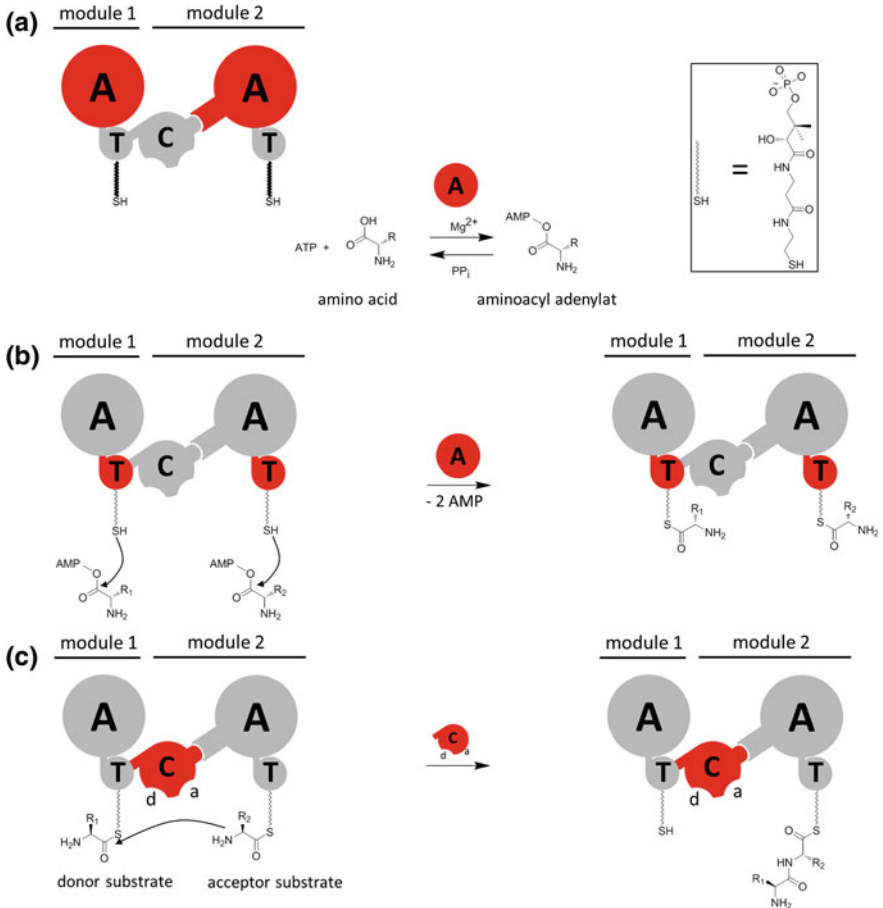 module 1 module 2
(a)
A A
T C T
SH SH
A
ATP + OH O R NH₂ Mg²⁺ PPᵢ AMP O O R NH₂
amino acid aminoacyl adenylat
SH = O O⁻ P O⁻ O HO O HN O HN SH
module 1 module 2 module 1 module 2
(b)
A A A A
T C T T C T
A
- 2 AMP
SH SH
AMP O O R₁ NH₂ AMP O O R₂ NH₂
S R₁ O NH₂ S R₂ O NH₂
module 1 module 2 module 1 module 2
(c)
A A A A
T C T T C T
d a C d a d a
R₁ H₂N S O R₂ H₂N S O
SH S O HN R₂ R₁ O NH₂
donor substrate acceptor substrate